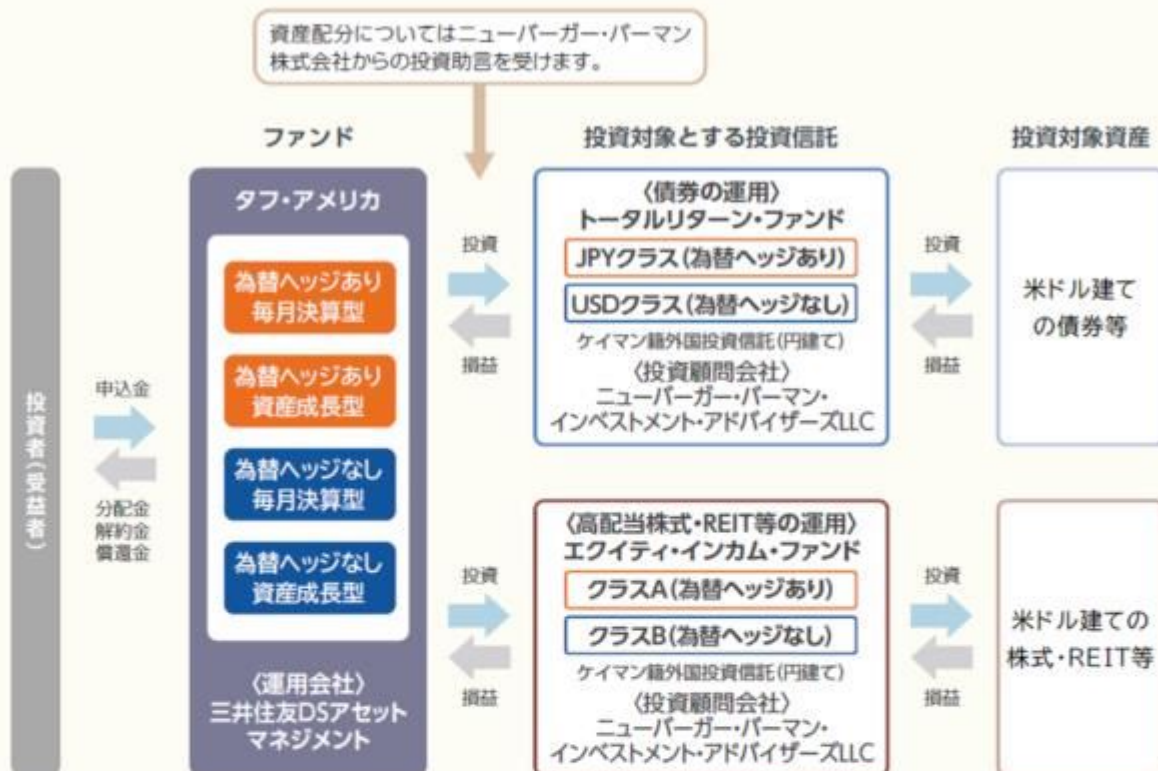 資産配分についてはニューバーガー・バーマン
株式会社からの投資助言を受けます。
ファンド
投資対象とする投資信託
投資対象資産
投資者(受益者)
申込金
分配金
解約金
償還金
タフ・アメリカ
為替ヘッジあり
毎月決算型
為替ヘッジあり
資産成長型
為替ヘッジなし
毎月決算型
為替ヘッジなし
資産成長型
〈運用会社〉
三井住友DSアセット
マネジメント
投資
損益
〈債券の運用〉
トータルリターン・ファンド
JPYクラス(為替ヘッジあり)
USDクラス(為替ヘッジなし)
ケイマン籍外国投資信託(円建て)
〈投資顧問会社〉
ニューバーガー・バーマン・
インベストメント・アドバイザーズLLC
投資
損益
米ドル建て
の債券等
投資
損益
〈高配当株式・REIT等の運用〉
エクイティ・インカム・ファンド
クラスA(為替ヘッジあり)
クラスB(為替ヘッジなし)
ケイマン籍外国投資信託(円建て)
〈投資顧問会社〉
ニューバーガー・バーマン・
インベストメント・アドバイザーズLLC
投資
損益
米ドル建ての
株式・REIT等